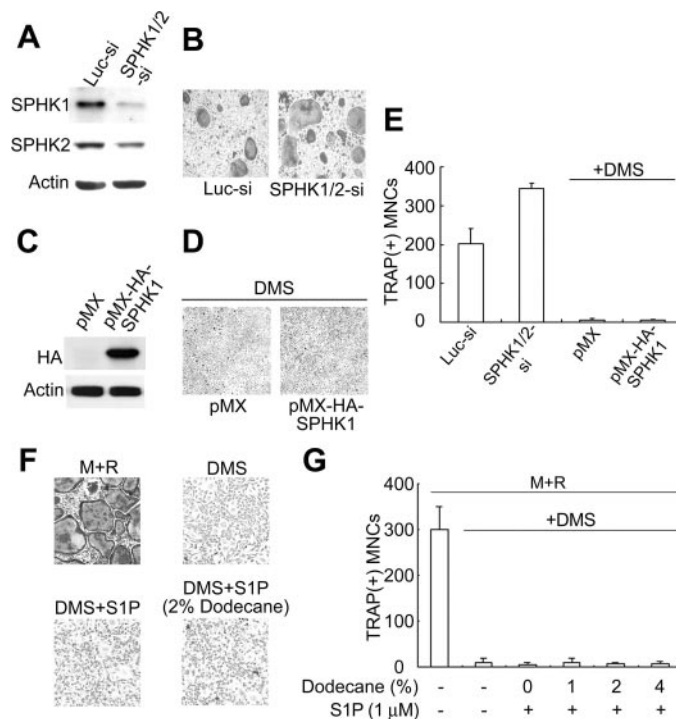 A
Luc-si
SPHK1/2
-si
SPHK1
SPHK2
Actin
B
Luc-si
SPHK1/2-si
C
pMX
pMX-HA-
SPHK1
HA
Actin
D
DMS
pMX
pMX-HA-
SPHK1
E
+DMS
TRAP(+) MNCs
400
300
200
100
0
Luc-si
SPHK1/2-
si
pMX
pMX-HA-
SPHK1
F
M+R
DMS
DMS+S1P
DMS+S1P
(2% Dodecane)
G
M+R
+DMS
TRAP(+) MNCs
400
300
200
100
0
Dodecane (%) - - 0 1 2 4
S1P (1 µM) - - + + + +